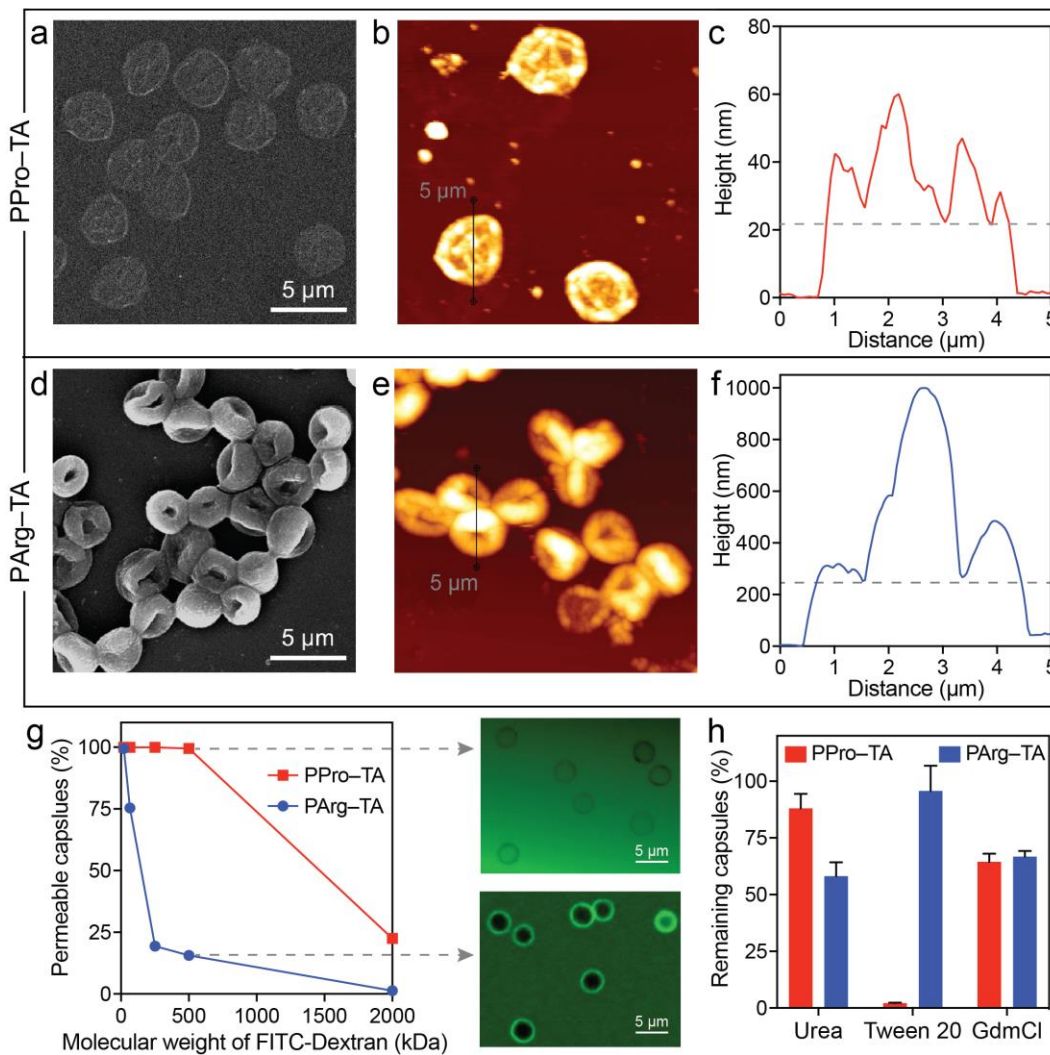 PPro–TA
a
5 µm
b
5 µm
c
Height (nm)
80
60
40
20
0
0 1 2 3 4 5
Distance (µm)
PArg–TA
d
5 µm
e
5 µm
f
Height (nm)
1000
800
600
400
200
0
0 1 2 3 4 5
Distance (µm)
g
Permeable capslues (%)
100
75
50
25
0
PPro–TA
PArg–TA
0 500 1000 1500 2000
Molecular weight of FITC-Dextran (kDa)
5 µm
5 µm
h
Remaining capsules (%)
100
75
50
25
0
PPro–TA PArg–TA
Urea Tween 20 GdmCl